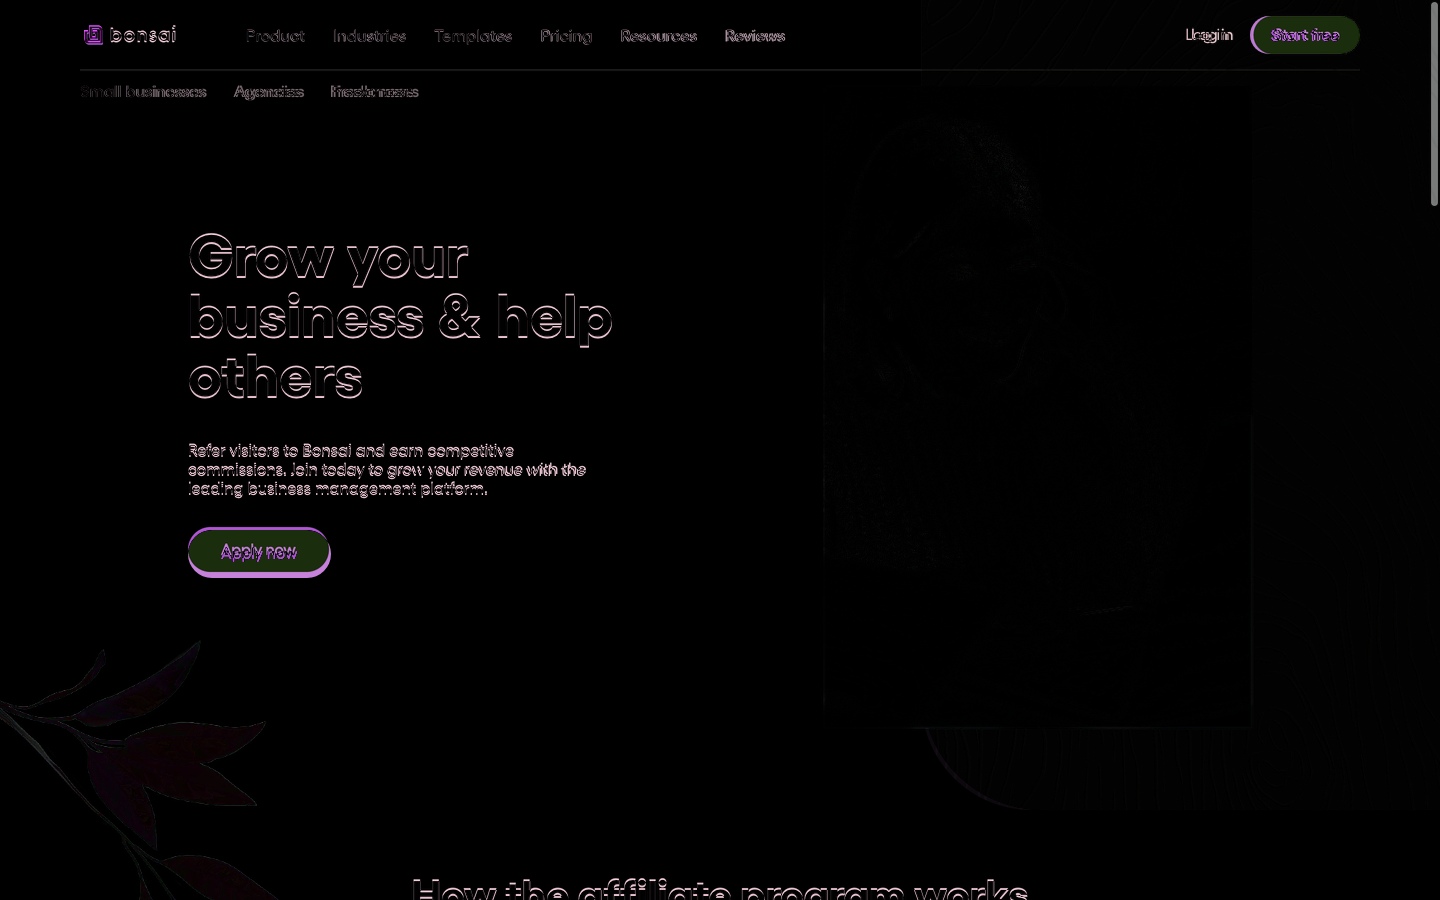 bonsai
Product Industries Templates Pricing Resources Reviews
Log in Start free
Small businesses Agencies
Grow your
business & help
others
Refer visitors to Bonsai and earn competitive
commissions. Join today to grow your revenue with the
leading business management platform.
Apply now
How the affiliate program works